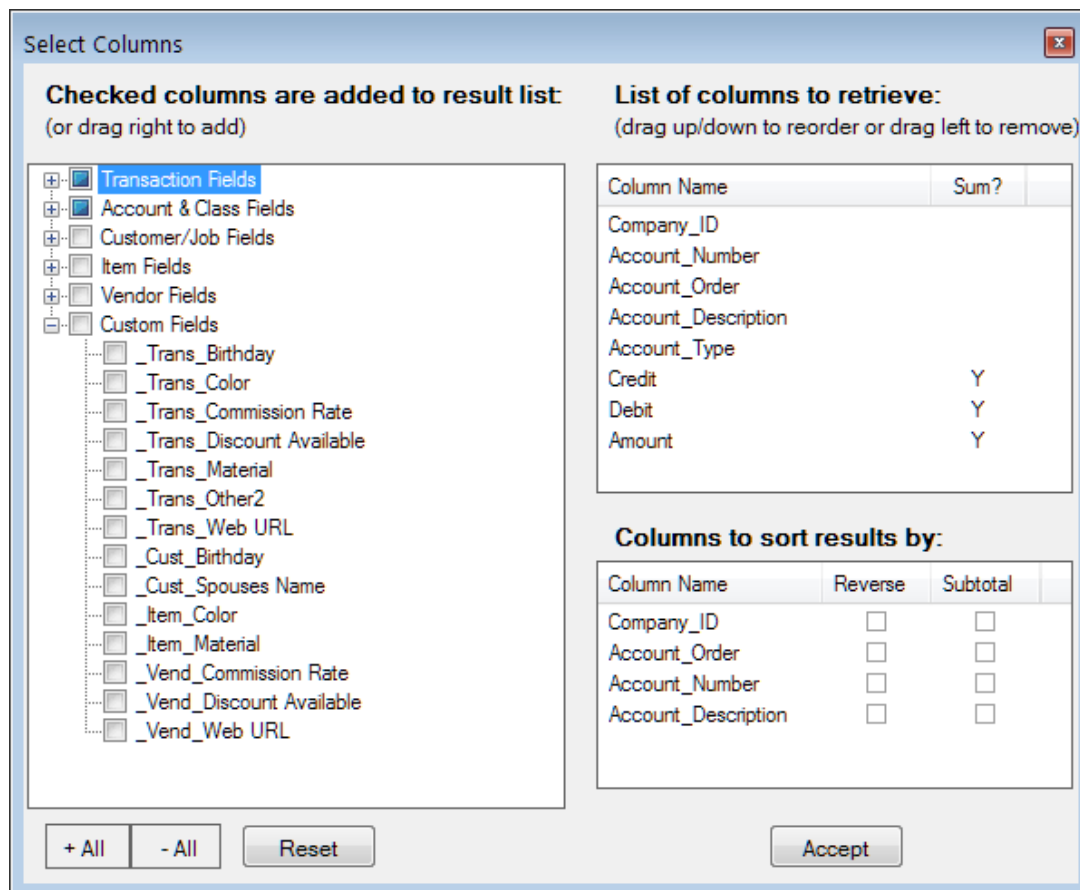 Select Columns
Checked columns are added to result list:
(or drag right to add)
Transaction Fields
Account & Class Fields
Customer/Job Fields
Item Fields
Vendor Fields
Custom Fields
_Trans_Birthday
_Trans_Color
_Trans_Commission Rate
_Trans_Discount Available
_Trans_Material
_Trans_Other2
_Trans_Web URL
_Cust_Birthday
_Cust_Spouses Name
_Item_Color
_Item_Material
_Vend_Commission Rate
_Vend_Discount Available
_Vend_Web URL
+ All - All Reset
List of columns to retrieve:
(drag up/down to reorder or drag left to remove)
Column Name Sum?
Company_ID
Account_Number
Account_Order
Account_Description
Account_Type
Credit Y
Debit Y
Amount Y
Columns to sort results by:
Column Name Reverse Subtotal
Company_ID
Account_Order
Account_Number
Account_Description
Accept